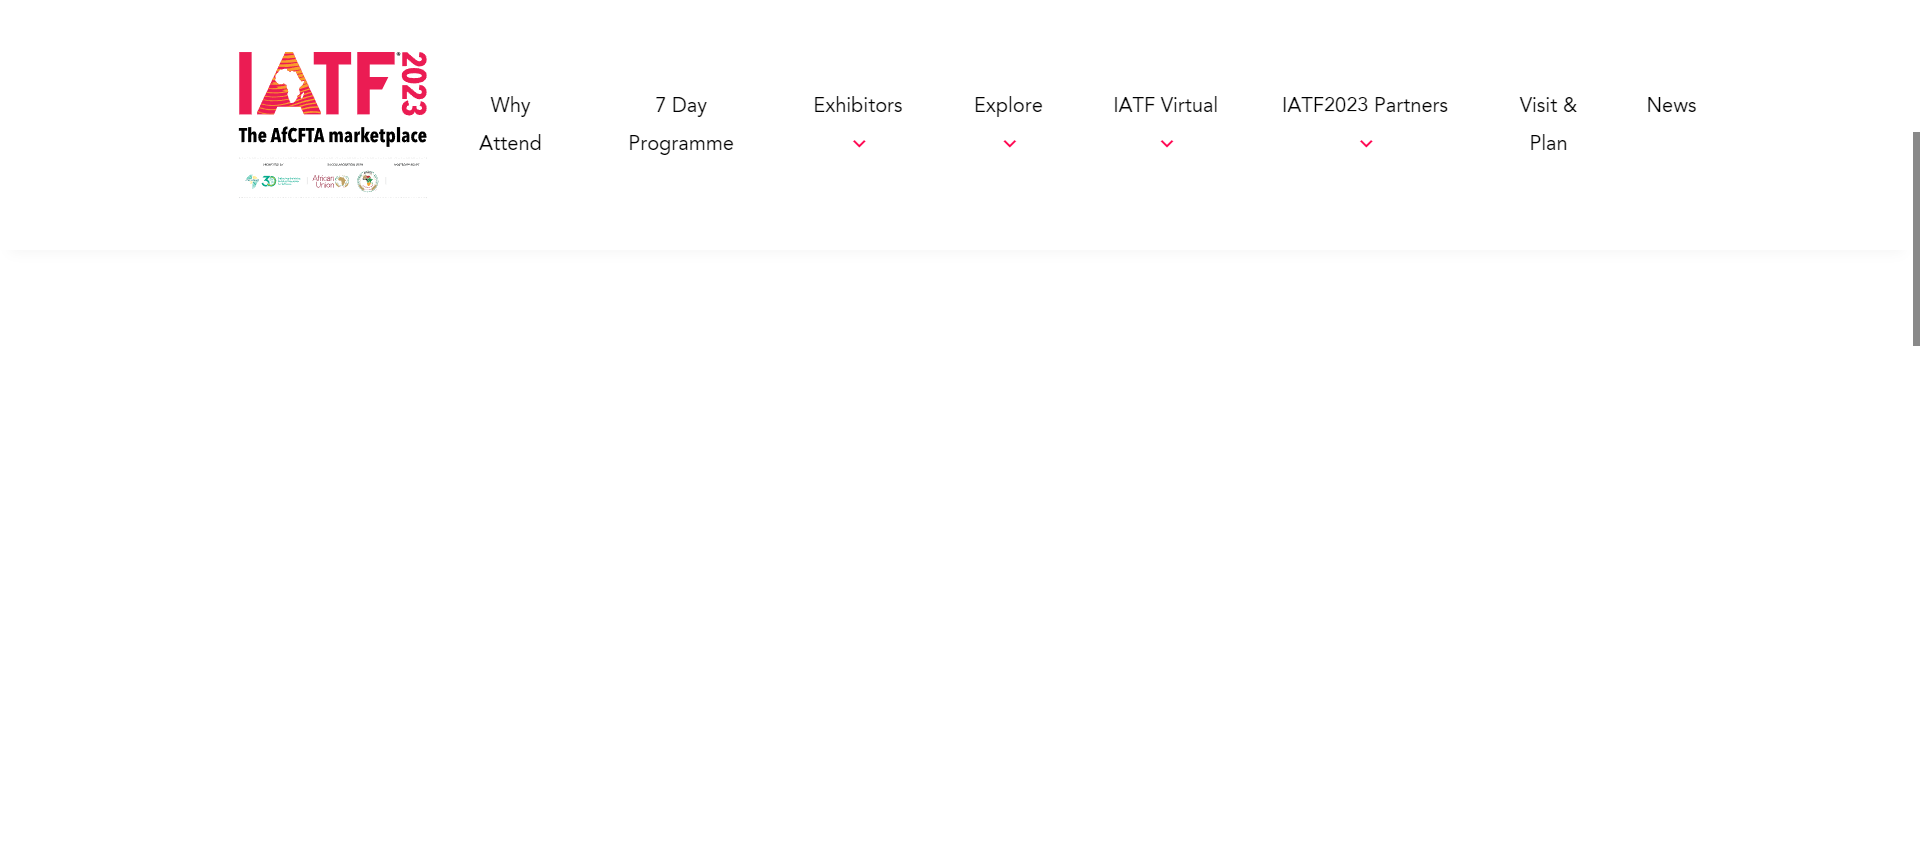 IATF 2023
The AfCFTA marketplace
African
Union
Why
Attend
7 Day
Programme
Exhibitors
Explore
IATF Virtual
IATF2023 Partners
Visit &
Plan
News